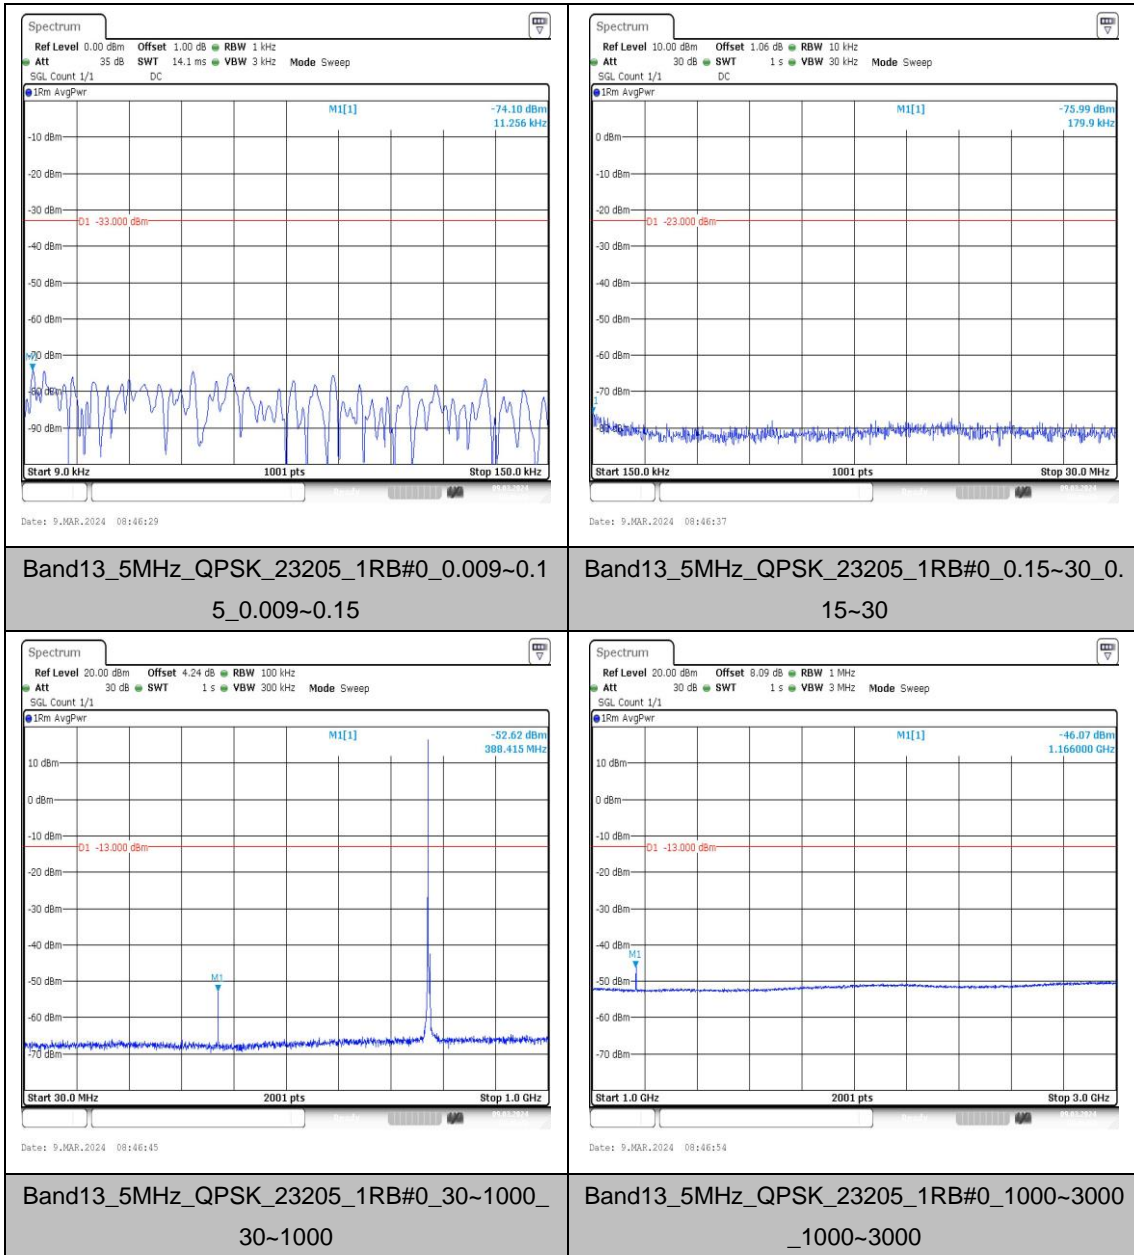 Spectrum
Ref Level 0.00 dBm Offset 1.00 dB RBW 1 kHz
Att 35 dB SWT 14.1 ms VBW 3 kHz Mode Sweep
SGL Count 1/1 DC
1Rm AvgPwr
M1[1] -74.10 dBm
11.256 kHz
-10 dBm
-20 dBm
-30 dBm
D1 -33.000 dBm
-40 dBm
-50 dBm
-60 dBm
-70 dBm
-80 dBm
-90 dBm
Start 9.0 kHz 1001 pts Stop 150.0 kHz
Date: 9.MAR.2024 08:46:29
Spectrum
Ref Level 10.00 dBm Offset 1.06 dB RBW 10 kHz
Att 30 dB SWT 1 s VBW 30 kHz Mode Sweep
SGL Count 1/1 DC
1Rm AvgPwr
M1[1] -75.99 dBm
179.9 kHz
0 dBm
-10 dBm
-20 dBm
D1 -23.000 dBm
-30 dBm
-40 dBm
-50 dBm
-60 dBm
-70 dBm
-80 dBm
Start 150.0 kHz 1001 pts Stop 30.0 MHz
Date: 9.MAR.2024 08:46:37
Band13_5MHz_QPSK_23205_1RB#0_0.009~0.1
5_0.009~0.15
Band13_5MHz_QPSK_23205_1RB#0_0.15~30_0.
15~30
Spectrum
Ref Level 20.00 dBm Offset 4.24 dB RBW 100 kHz
Att 30 dB SWT 1 s VBW 300 kHz Mode Sweep
SGL Count 1/1
1Rm AvgPwr
M1[1] -52.62 dBm
388.415 MHz
10 dBm
0 dBm
-10 dBm
D1 -13.000 dBm
-20 dBm
-30 dBm
-40 dBm
M1
-50 dBm
-60 dBm
-70 dBm
Start 30.0 MHz 2001 pts Stop 1.0 GHz
Date: 9.MAR.2024 08:46:45
Spectrum
Ref Level 20.00 dBm Offset 8.09 dB RBW 1 MHz
Att 30 dB SWT 1 s VBW 3 MHz Mode Sweep
SGL Count 1/1
1Rm AvgPwr
M1[1] -46.07 dBm
1.166000 GHz
10 dBm
0 dBm
-10 dBm
D1 -13.000 dBm
-20 dBm
-30 dBm
-40 dBm
M1
-50 dBm
-60 dBm
-70 dBm
Start 1.0 GHz 2001 pts Stop 3.0 GHz
Date: 9.MAR.2024 08:46:54
Band13_5MHz_QPSK_23205_1RB#0_30~1000_
30~1000
Band13_5MHz_QPSK_23205_1RB#0_1000~3000
_1000~3000